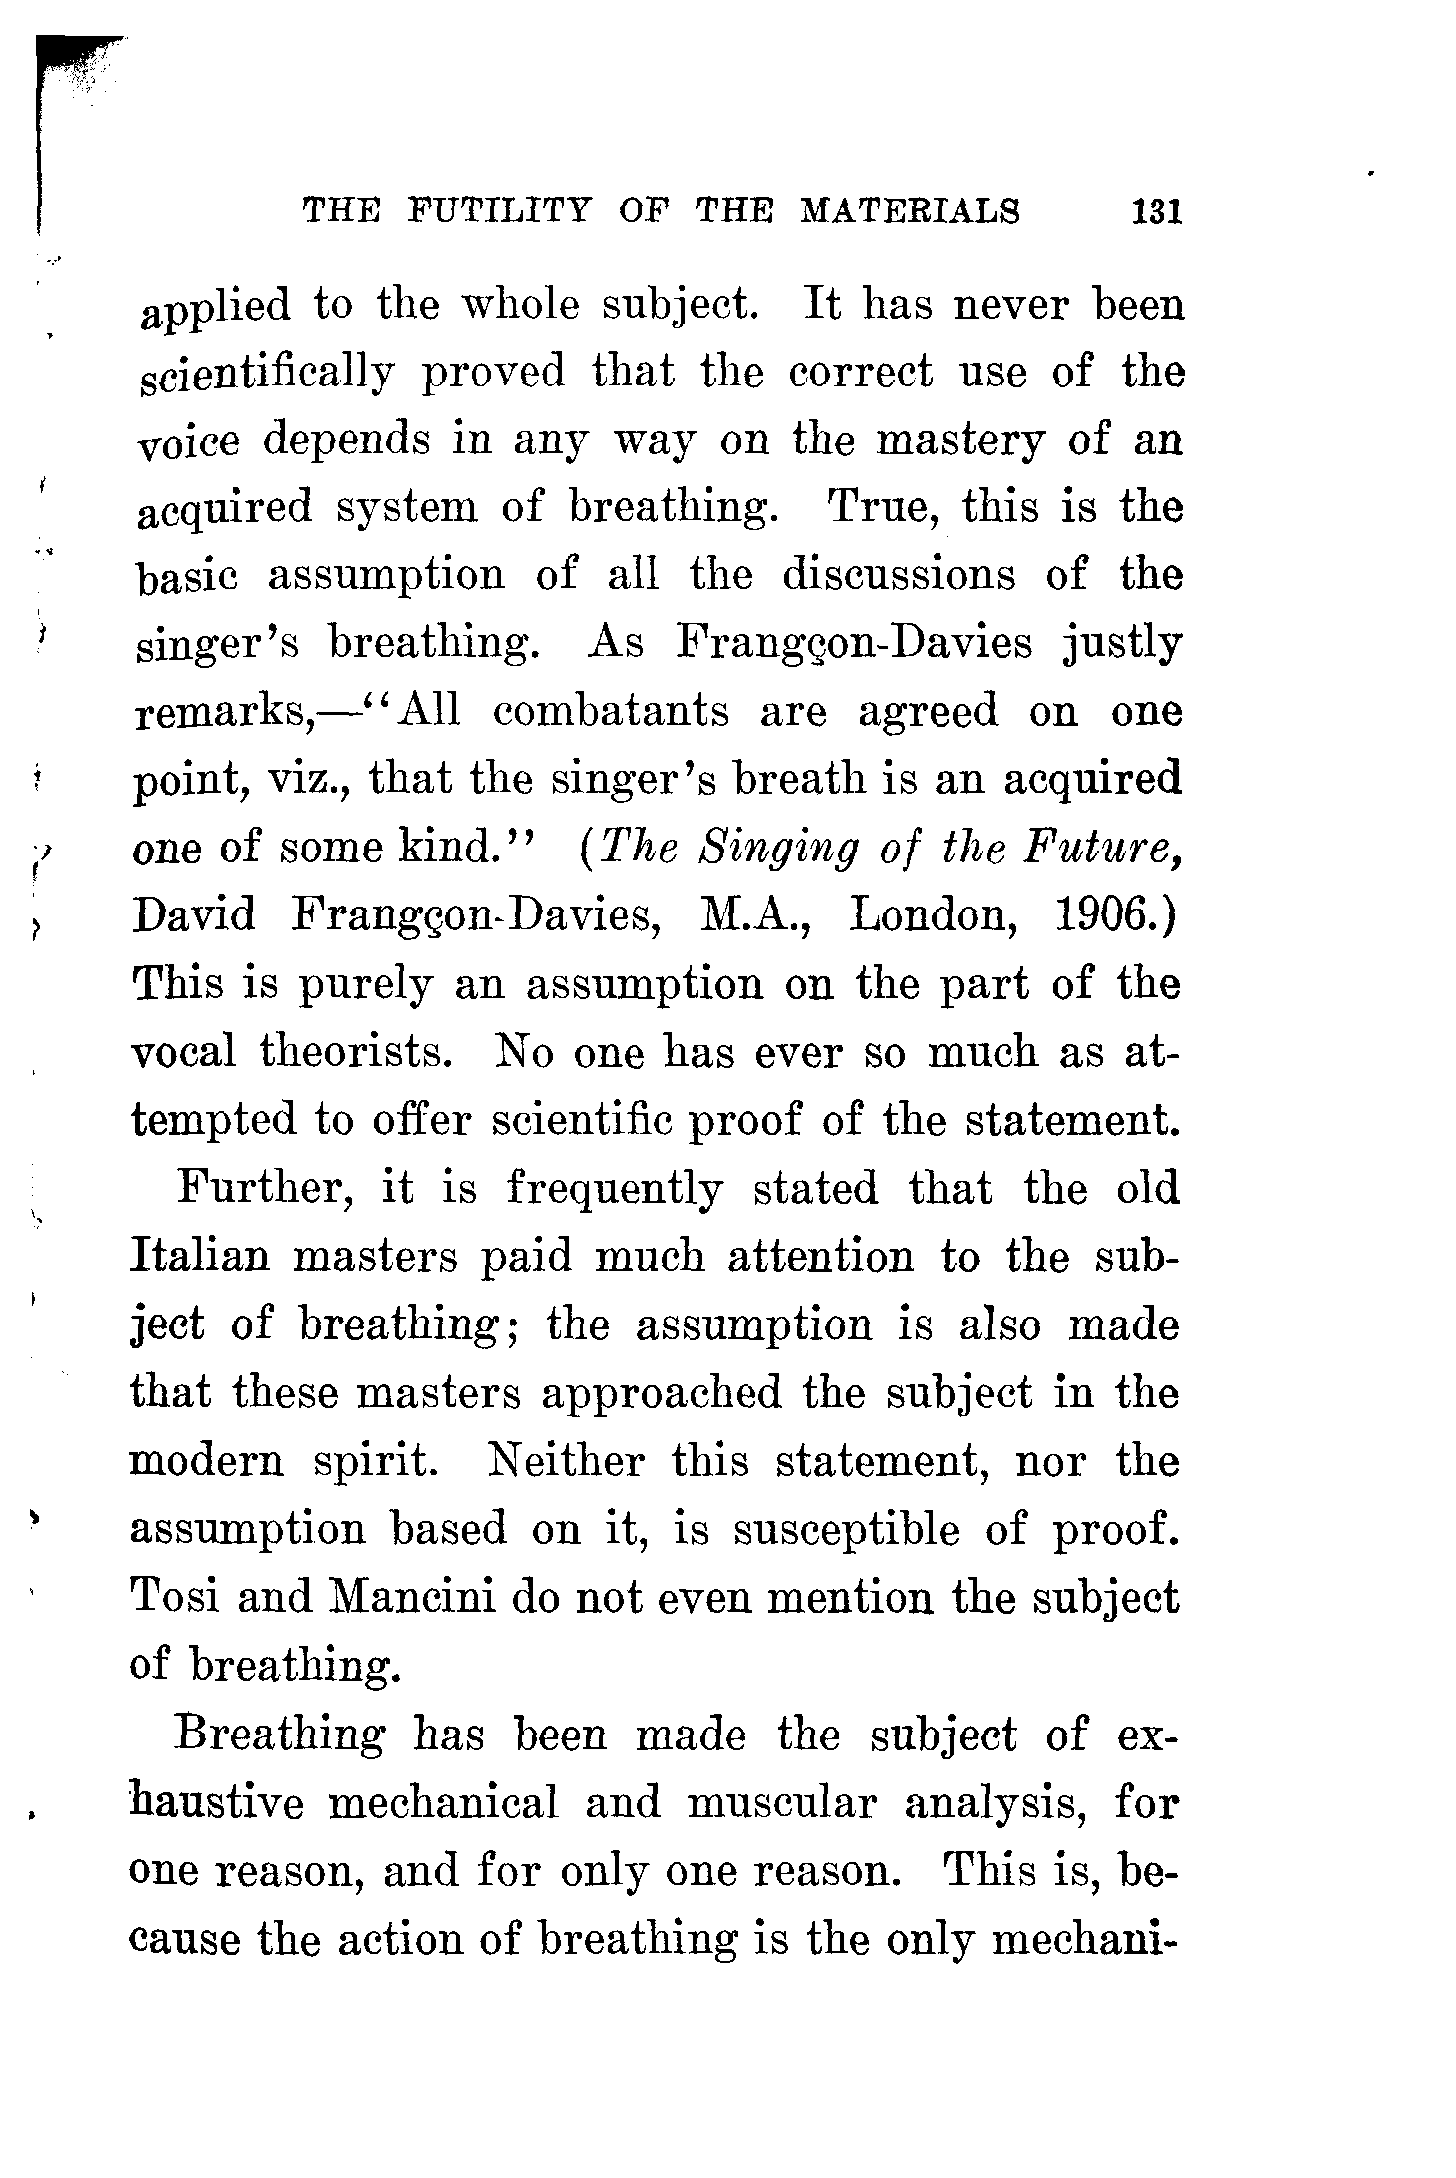 THE FUTILITY OF THE MATERIALS 131
applied to the whole subject. It has never been
scientifically proved that the correct use of the
voice depends in any way on the mastery of an
acquired system of breathing. True, this is the
basic assumption of all the discussions of the
singer's breathing. As Frangçon-Davies justly
remarks,—"All combatants are agreed on one
point, viz., that the singer's breath is an acquired
one of some kind." (The Singing of the Future,
David Frangçon-Davies, M.A., London, 1906.)
This is purely an assumption on the part of the
vocal theorists. No one has ever so much as at-
tempted to offer scientific proof of the statement.
Further, it is frequently stated that the old
Italian masters paid much attention to the sub-
ject of breathing; the assumption is also made
that these masters approached the subject in the
modern spirit. Neither this statement, nor the
assumption based on it, is susceptible of proof.
Tosi and Mancini do not even mention the subject
of breathing.
Breathing has been made the subject of ex-
haustive mechanical and muscular analysis, for
one reason, and for only one reason. This is, be-
cause the action of breathing is the only mechani-